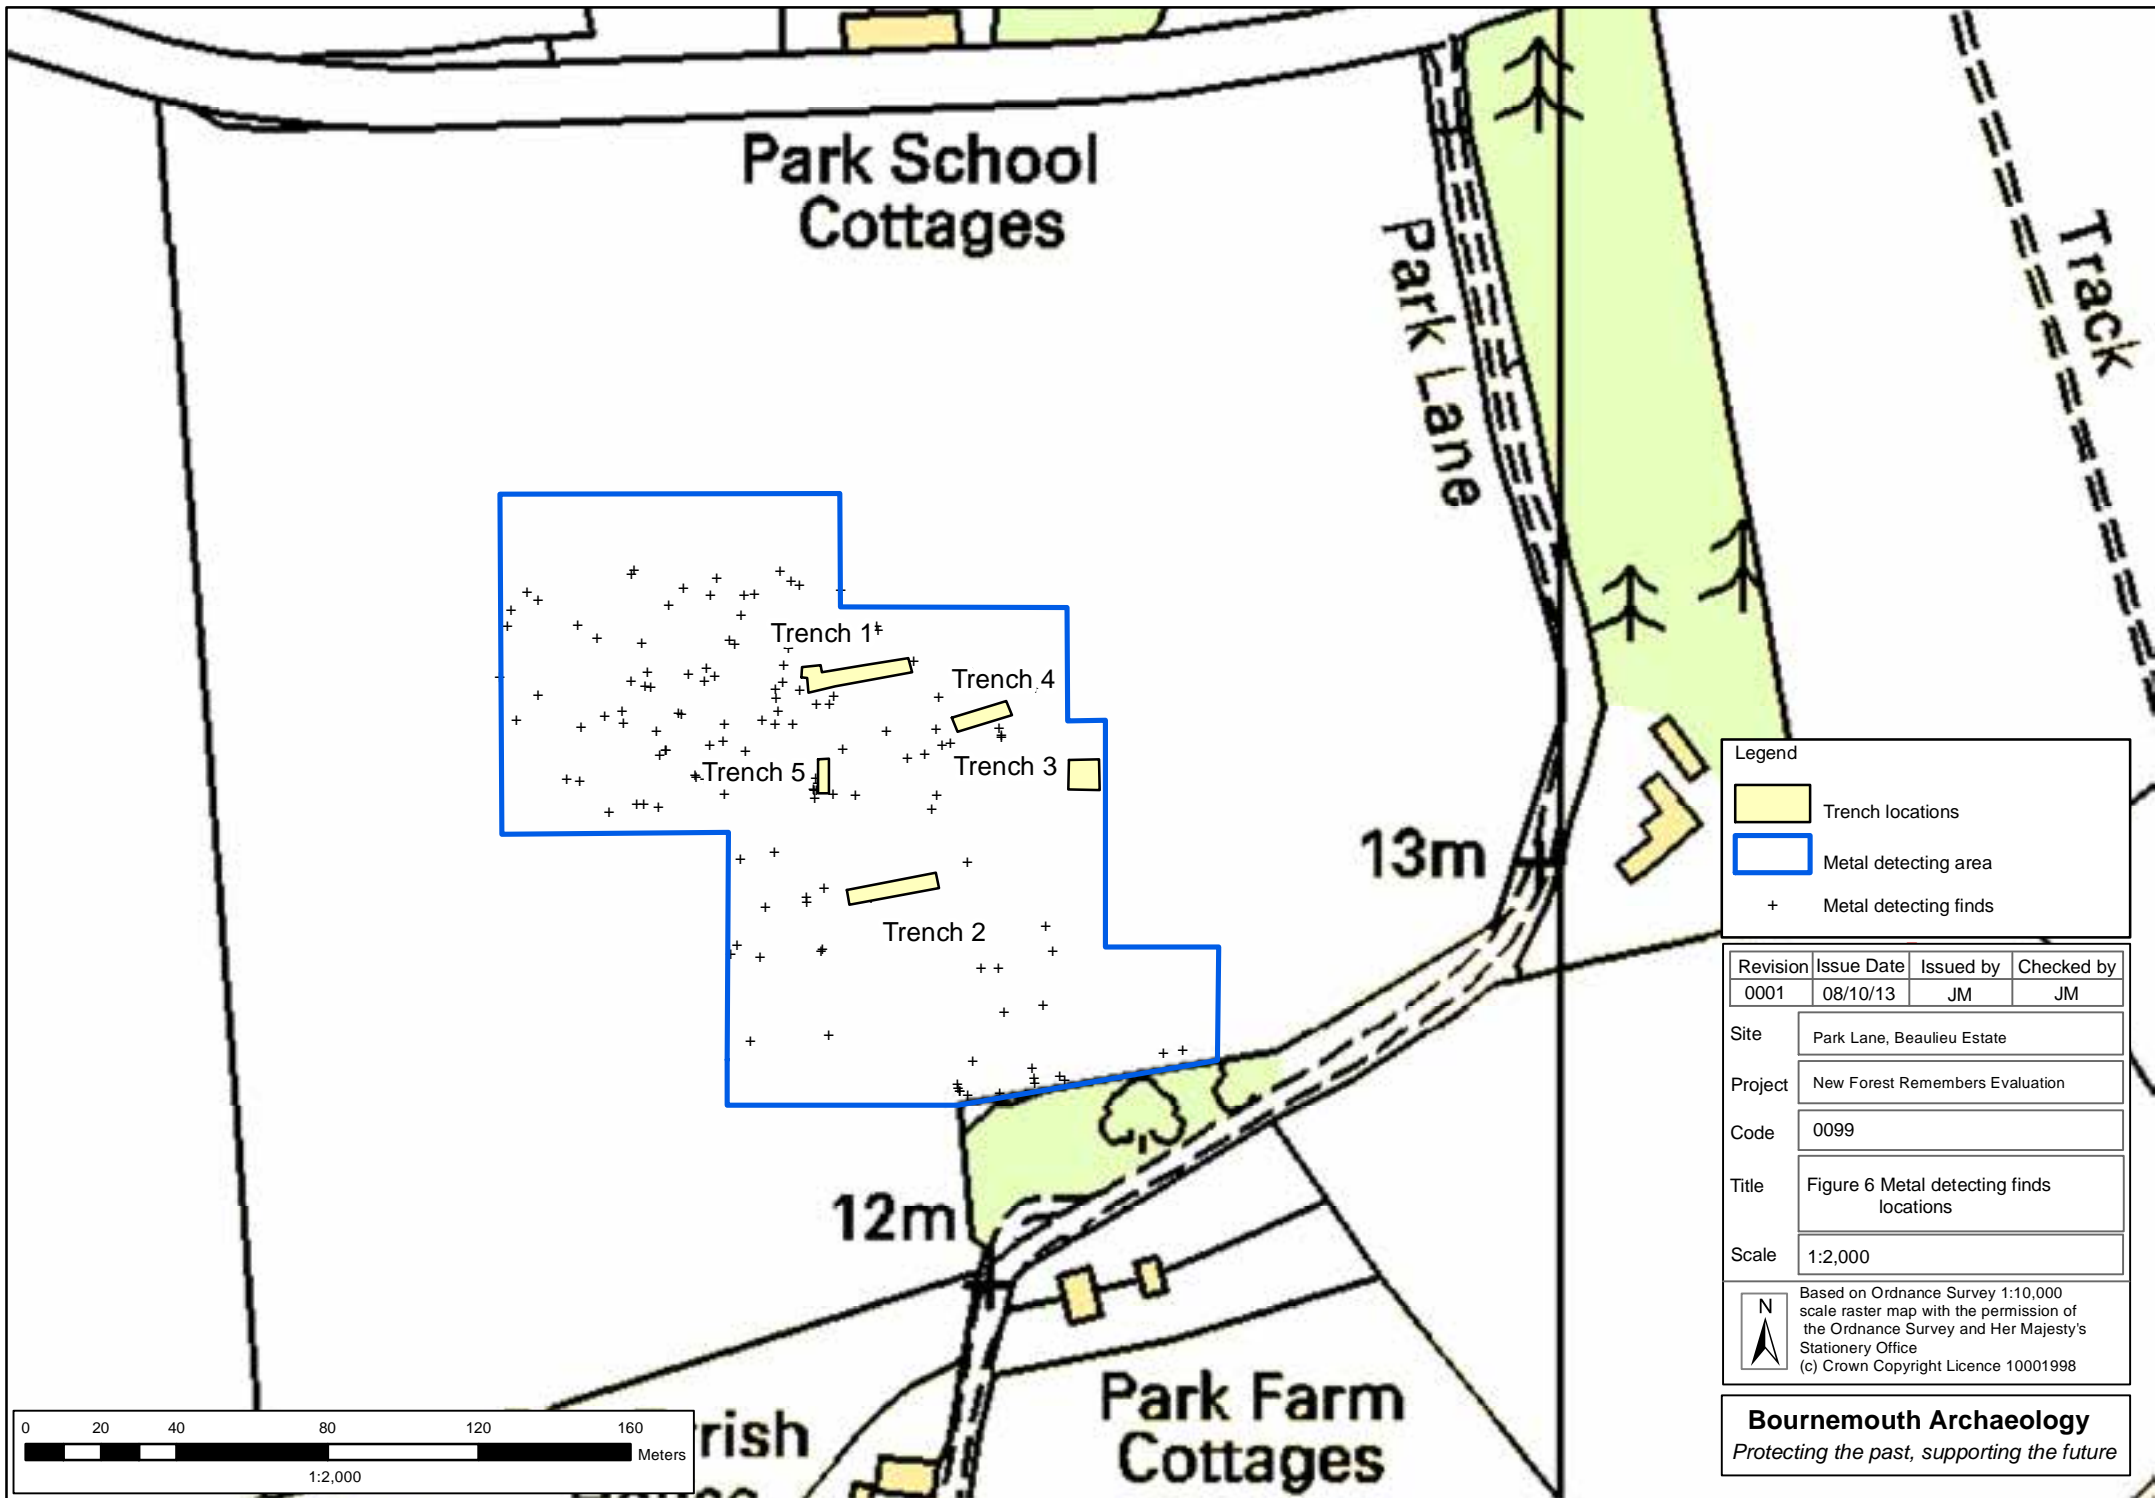 Park School
Cottages
Park Lane
Track
Trench 1
Trench 4
Trench 5
Trench 3
Trench 2
13m
12m
Park Farm
Cottages
rrish
Legend
Trench locations
Metal detecting area
+ Metal detecting finds
Revision Issue Date Issued by Checked by
0001 08/10/13 JM JM
Site Park Lane, Beaulieu Estate
Project New Forest Remembers Evaluation
Code 0099
Title Figure 6 Metal detecting finds
locations
Scale 1:2,000
N
Based on Ordnance Survey 1:10,000
scale raster map with the permission of
the Ordnance Survey and Her Majesty's
Stationery Office
(c) Crown Copyright Licence 10001998
Bournemouth Archaeology
Protecting the past, supporting the future
0 20 40 80 120 160
Meters
1:2,000